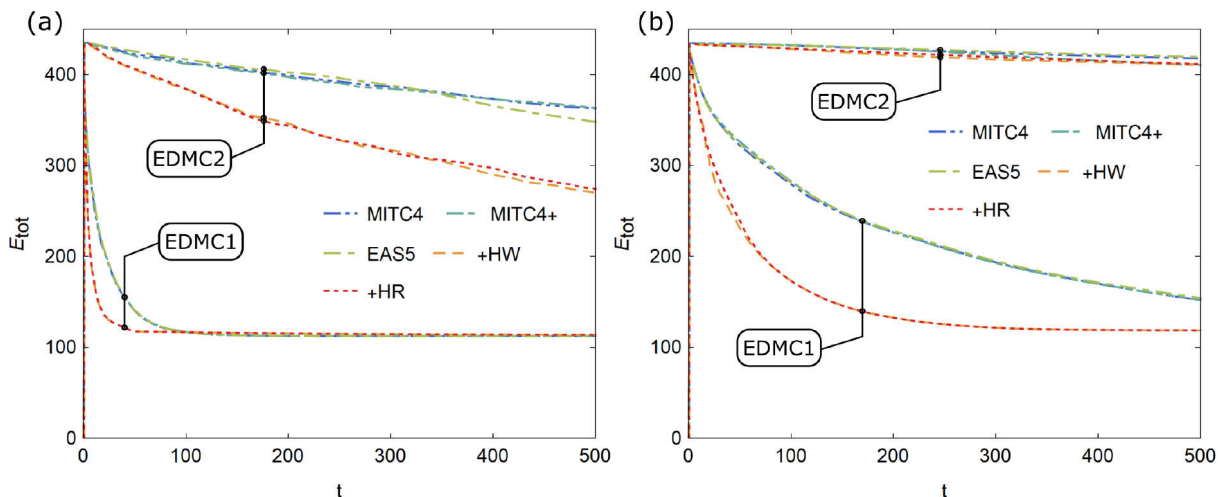 (a)
400
300
200
100
0
E_tot
0 100 200 300 400 500
t
EDMC2
EDMC1
MITC4 MITC4+
EAS5 +HW
+HR
(b)
400
300
200
100
0
E_tot
0 100 200 300 400 500
t
EDMC2
MITC4 MITC4+
EAS5 +HW
+HR
EDMC1